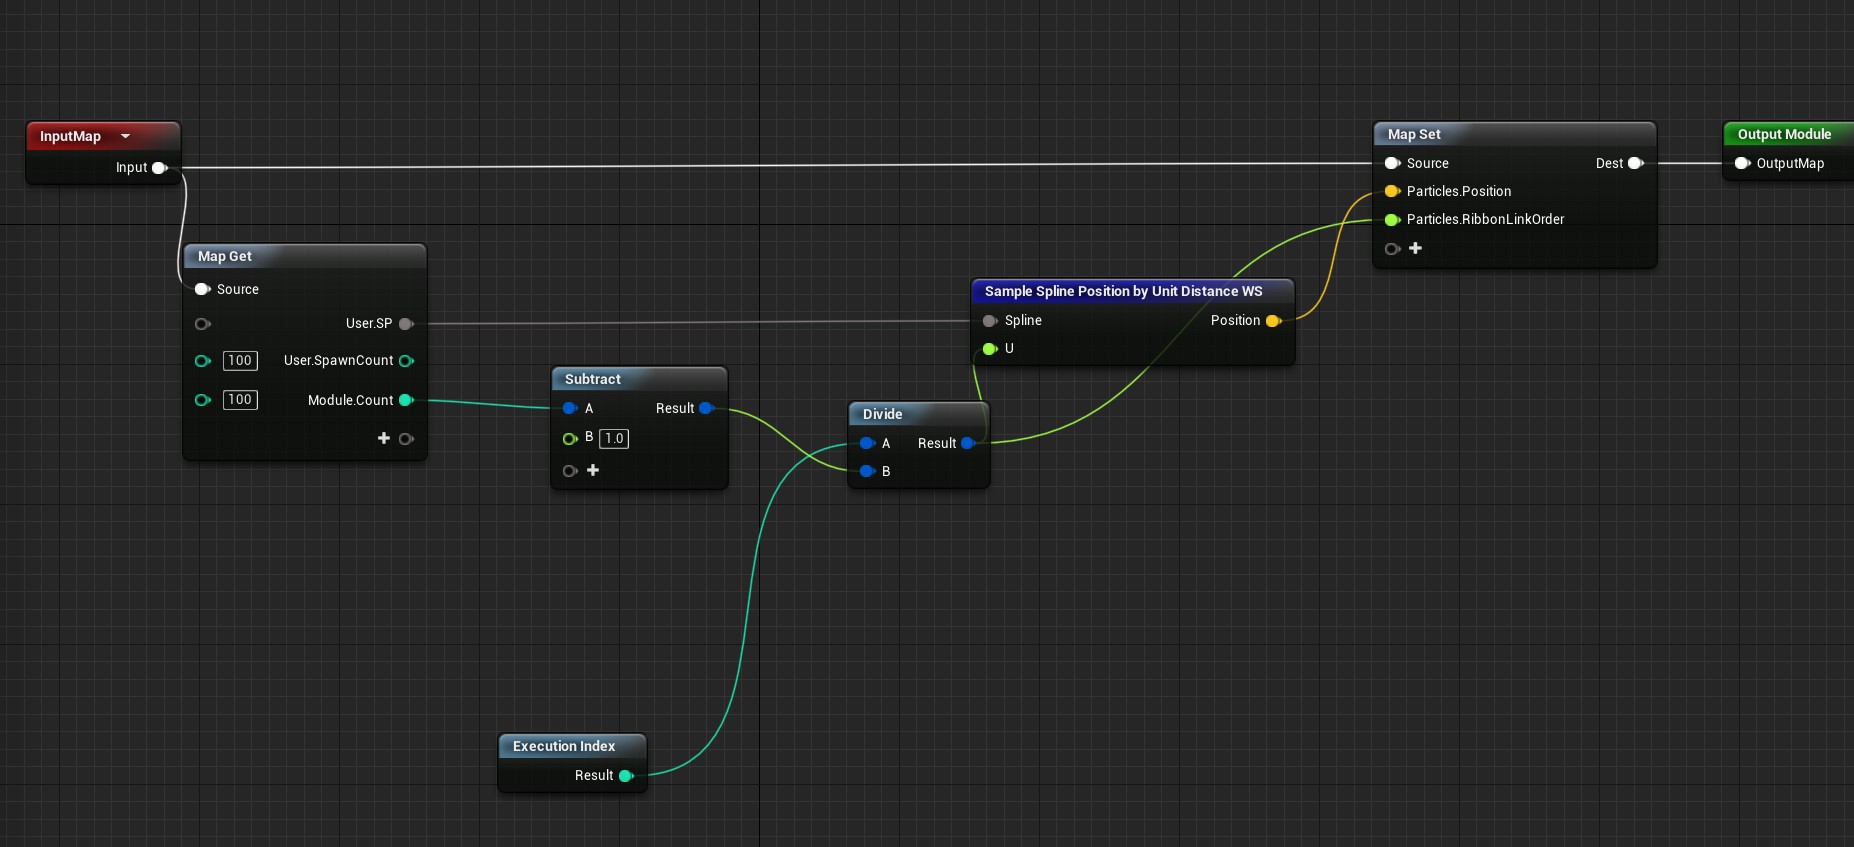 InputMap
Input
Map Get
Source
User.SP
100 User.SpawnCount
100 Module.Count
Subtract
A Result
B 1.0
Execution Index
Result
Divide
A Result
B
Sample Spline Position by Unit Distance WS
Spline Position
U
Map Set
Source Dest
Particles.Position
Particles.RibbonLinkOrder
Output Module
OutputMap